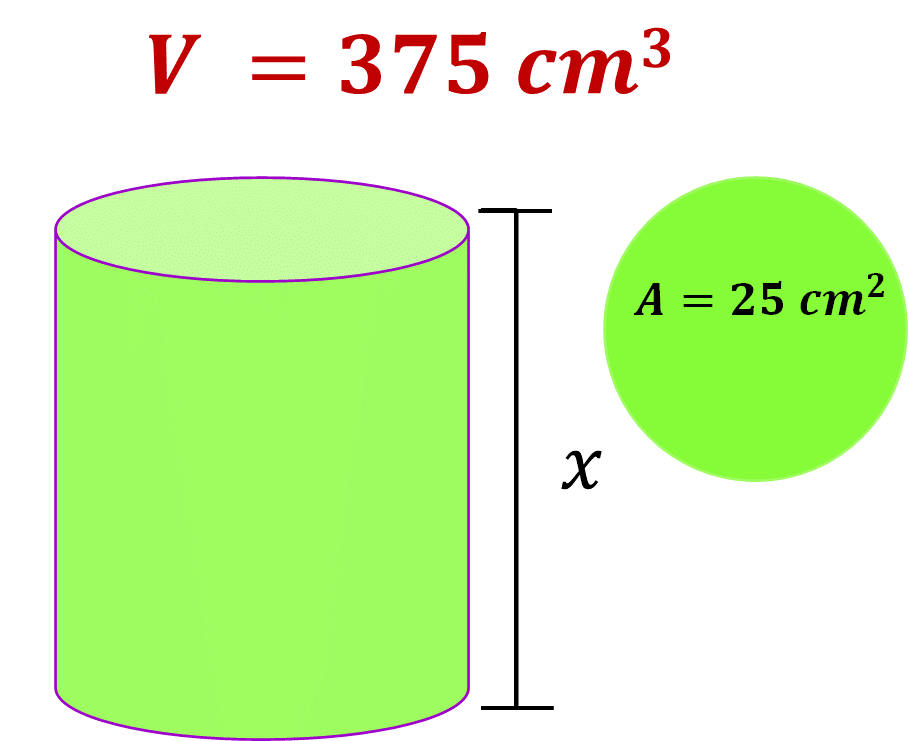 V = 375 cm³
A = 25 cm²
x